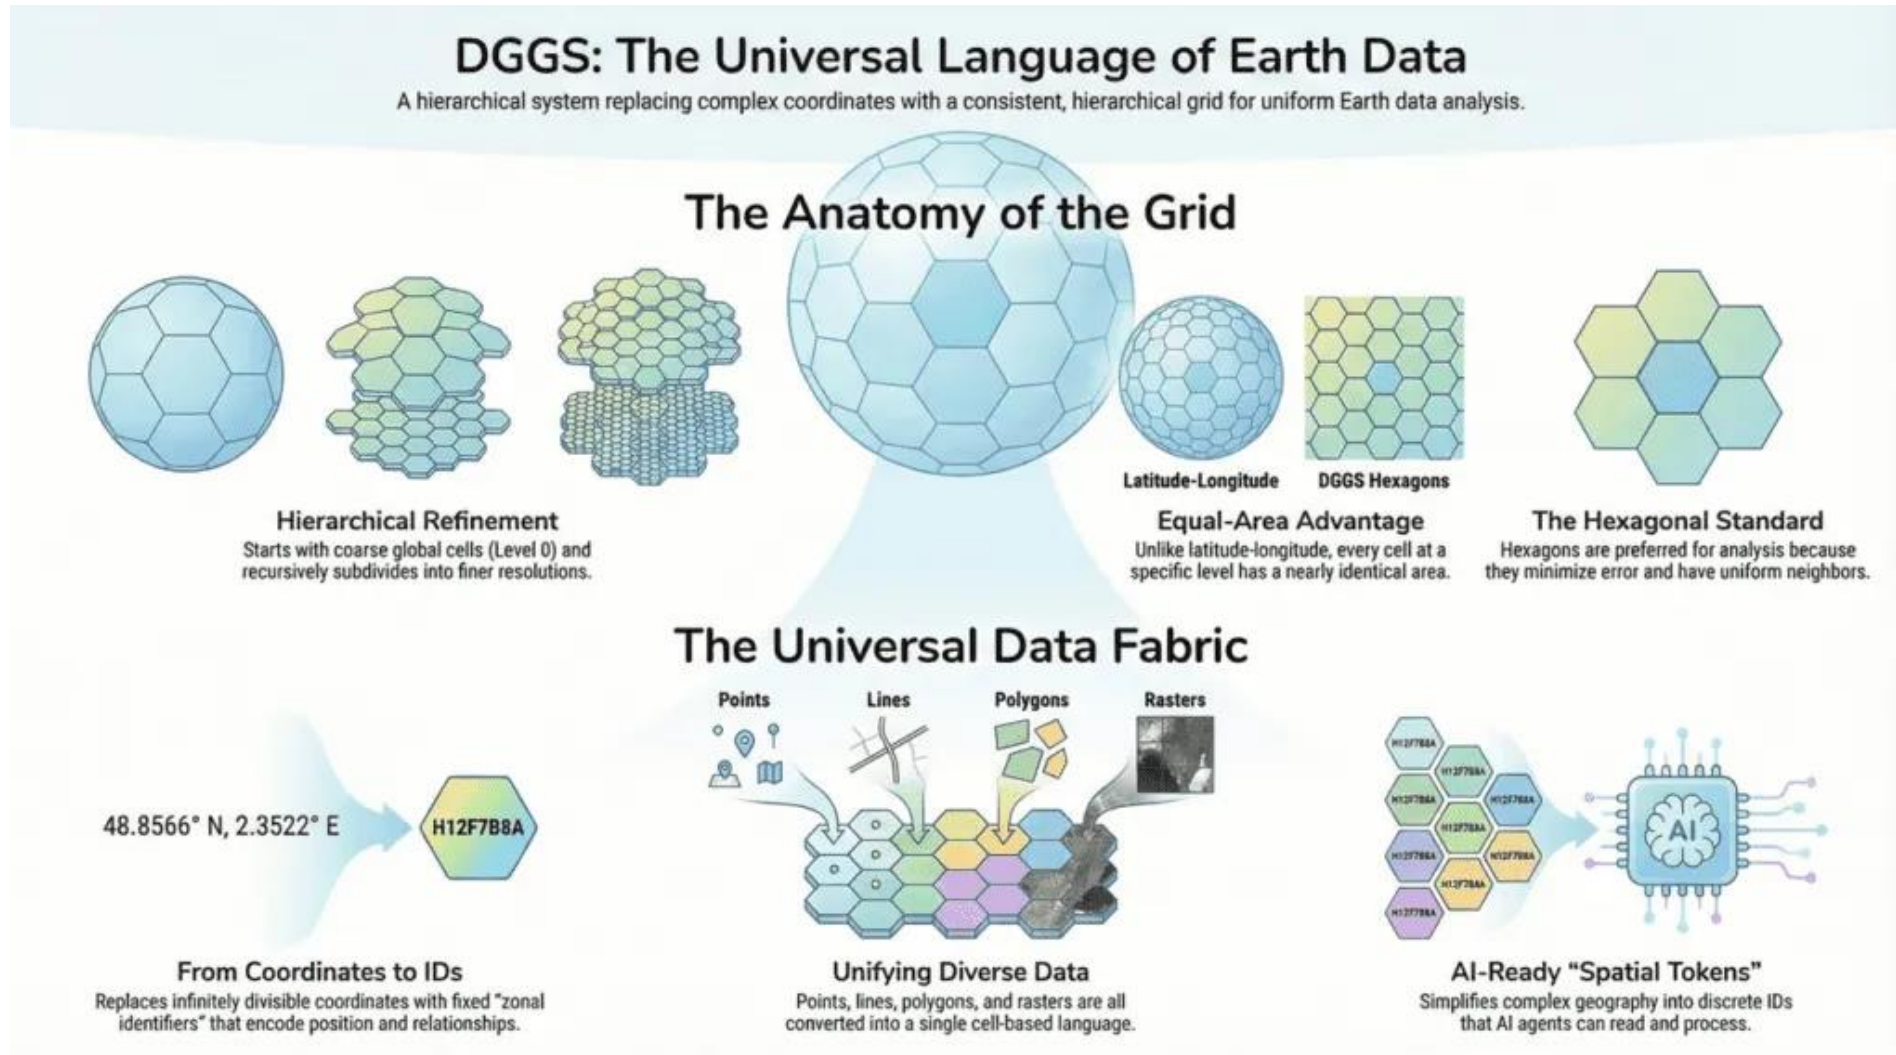 DGGS: The Universal Language of Earth Data
A hierarchical system replacing complex coordinates with a consistent, hierarchical grid for uniform Earth data analysis.
The Anatomy of the Grid
Hierarchical Refinement
Starts with coarse global cells (Level 0) and
recursively subdivides into finer resolutions.
Latitude-Longitude
DGGS Hexagons
Equal-Area Advantage
Unlike latitude-longitude, every cell at a
specific level has a nearly identical area.
The Hexagonal Standard
Hexagons are preferred for analysis because
they minimize error and have uniform neighbors.
The Universal Data Fabric
48.8566° N, 2.3522° E
H12F7B8A
From Coordinates to IDs
Replaces infinitely divisible coordinates with fixed "zonal
identifiers" that encode position and relationships.
Points
Lines
Polygons
Rasters
Unifying Diverse Data
Points, lines, polygons, and rasters are all
converted into a single cell-based language.
AI
AI-Ready “Spatial Tokens”
Simplifies complex geography into discrete IDs
that AI agents can read and process.